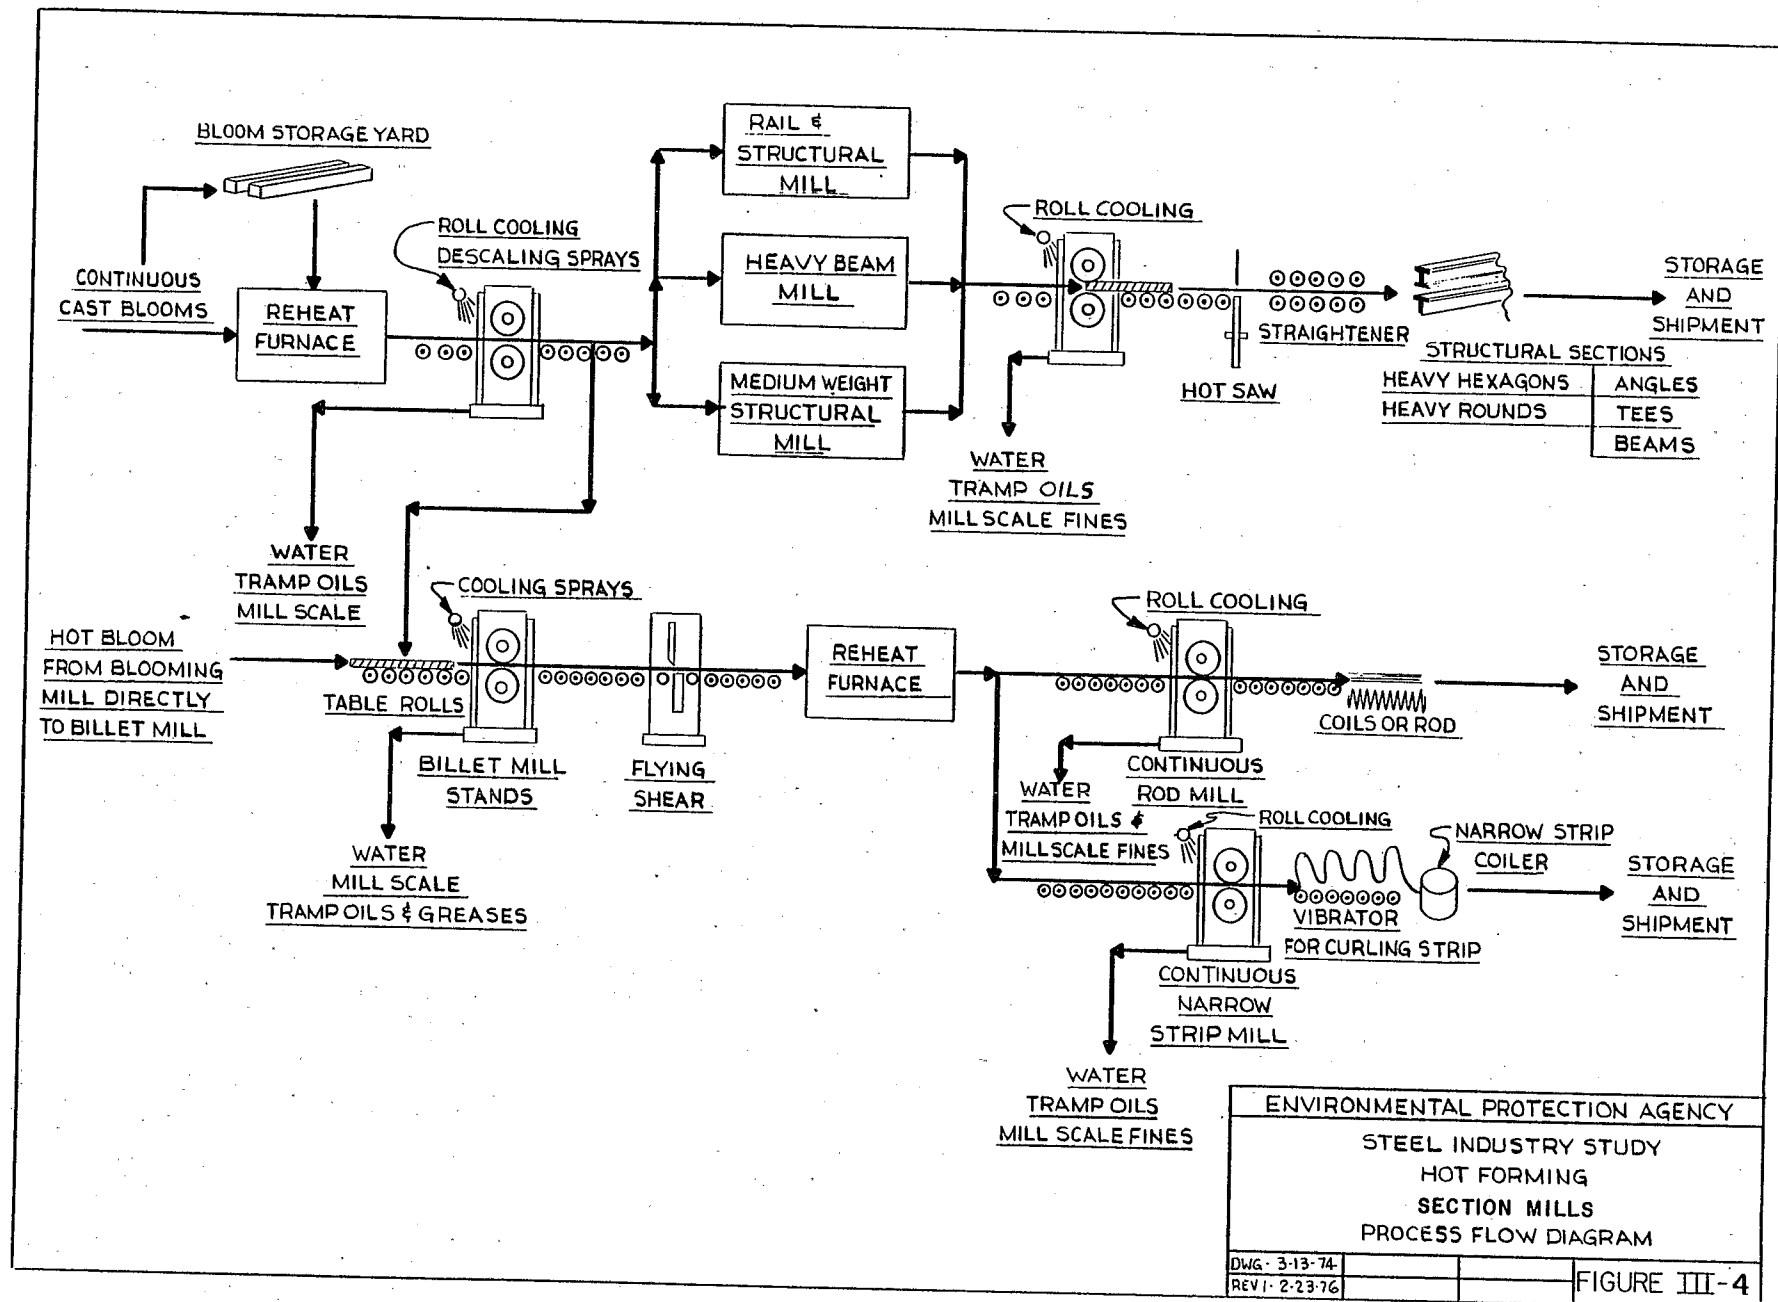 BLOOM STORAGE YARD
CONTINUOUS
CAST BLOOMS
REHEAT
FURNACE
ROLL COOLING
DESCALING SPRAYS
WATER
TRAMP OILS
MILL SCALE
RAIL &
STRUCTURAL
MILL
HEAVY BEAM
MILL
MEDIUM WEIGHT
STRUCTURAL
MILL
ROLL COOLING
WATER
TRAMP OILS
MILL SCALE FINES
HOT SAW
STRAIGHTENER
STRUCTURAL SECTIONS
HEAVY HEXAGONS
HEAVY ROUNDS
ANGLES
TEES
BEAMS
STORAGE
AND
SHIPMENT
HOT BLOOM
FROM BLOOMING
MILL DIRECTLY
TO BILLET MILL
TABLE ROLLS
COOLING SPRAYS
BILLET MILL
STANDS
WATER
MILL SCALE
TRAMP OILS & GREASES
FLYING
SHEAR
REHEAT
FURNACE
ROLL COOLING
CONTINUOUS
ROD MILL
WATER
TRAMP OILS &
MILLSCALE FINES
COILS OR ROD
STORAGE
AND
SHIPMENT
ROLL COOLING
CONTINUOUS
NARROW
STRIP MILL
WATER
TRAMP OILS
MILL SCALE FINES
VIBRATOR
FOR CURLING STRIP
NARROW STRIP
COILER
STORAGE
AND
SHIPMENT
ENVIRONMENTAL PROTECTION AGENCY
STEEL INDUSTRY STUDY
HOT FORMING
SECTION MILLS
PROCESS FLOW DIAGRAM
DWG. 3-13-74
REV 1. 2-23-76
FIGURE III-4